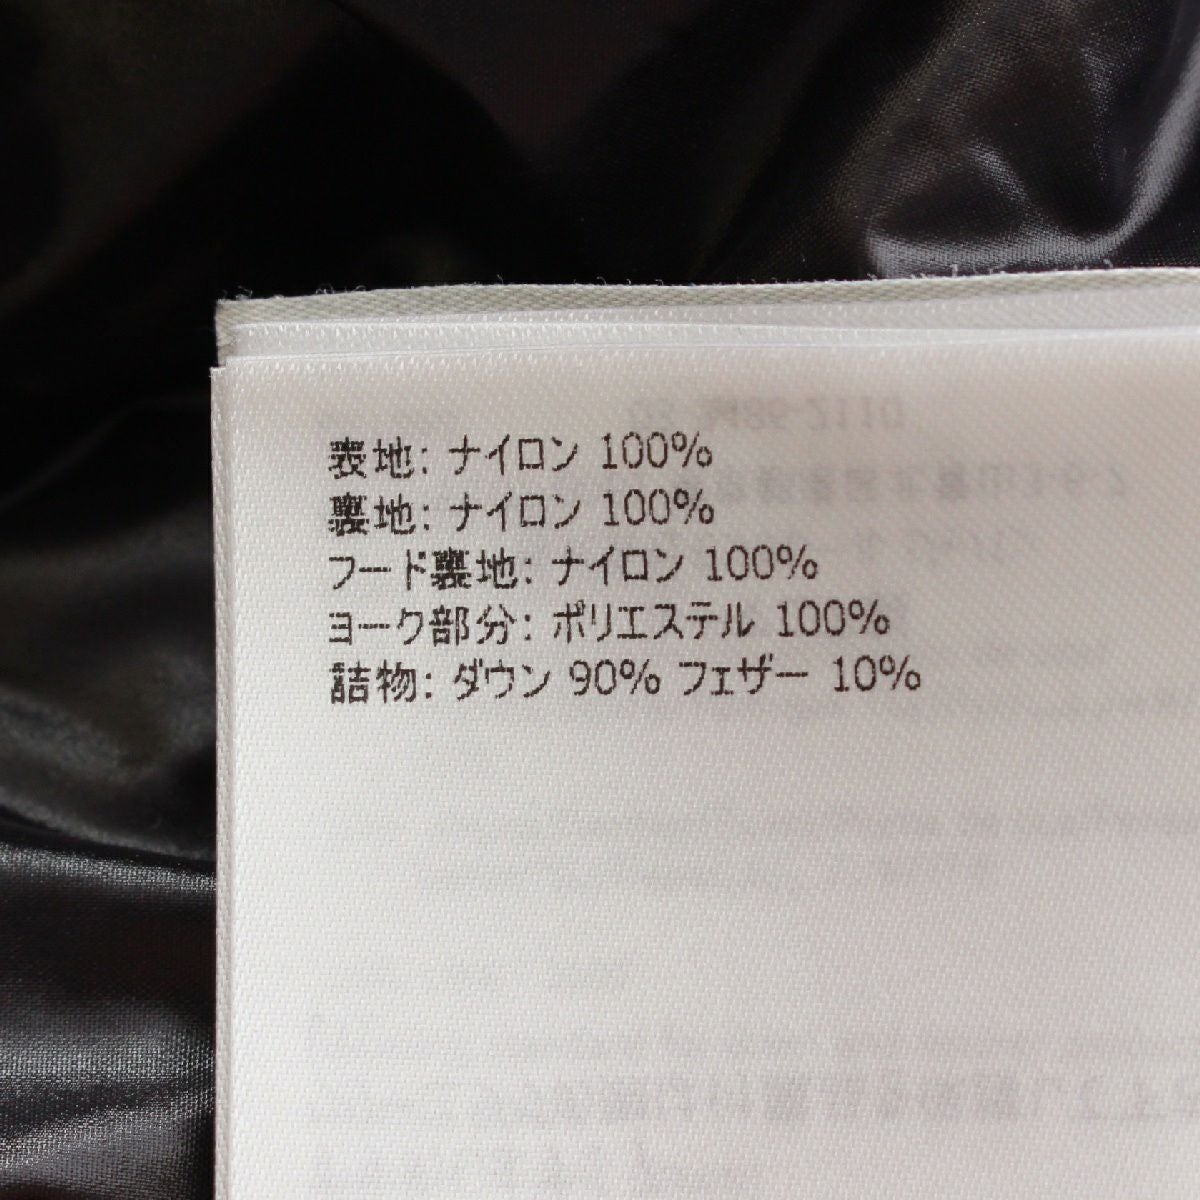 表地: ナイロン 100%
裏地: ナイロン 100%
フード裏地: ナイロン 100%
ヨーク部分: ポリエステル 100%
詰物: ダウン 90% フェザー 10%